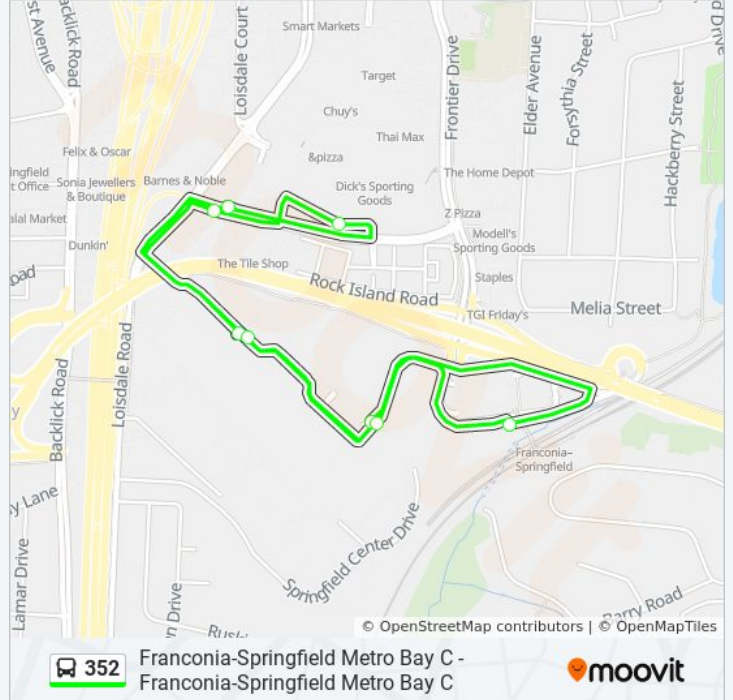 st Avenue
acklick Road
Loisdale Court
Smart Markets
Target
Frontier Drive
Elder Avenue
Forsythia Street
Hackberry Street
d Drive
Chuy's
Thai Max
Felix & Oscar
&pizza
The Home Depot
ingfield
t Office
Sonia Jewellers
& Boutique
Barnes & Noble
Dick's Sporting
Goods
alal Market
Z Pizza
Dunkin'
Modell's
Sporting Goods
oad
The Tile Shop
Staples
Rock Island Road
TGI Friday's
Melia Street
Loisdale Road
Backlick Road
y
Franconia–
Springfield
y Lane
Lamar Drive
n Drive
Springfield Center Drive
Barry Road
Rusk
© OpenStreetMap contributors | © OpenMapTiles
352
Franconia-Springfield Metro Bay C -
Franconia-Springfield Metro Bay C
moovit